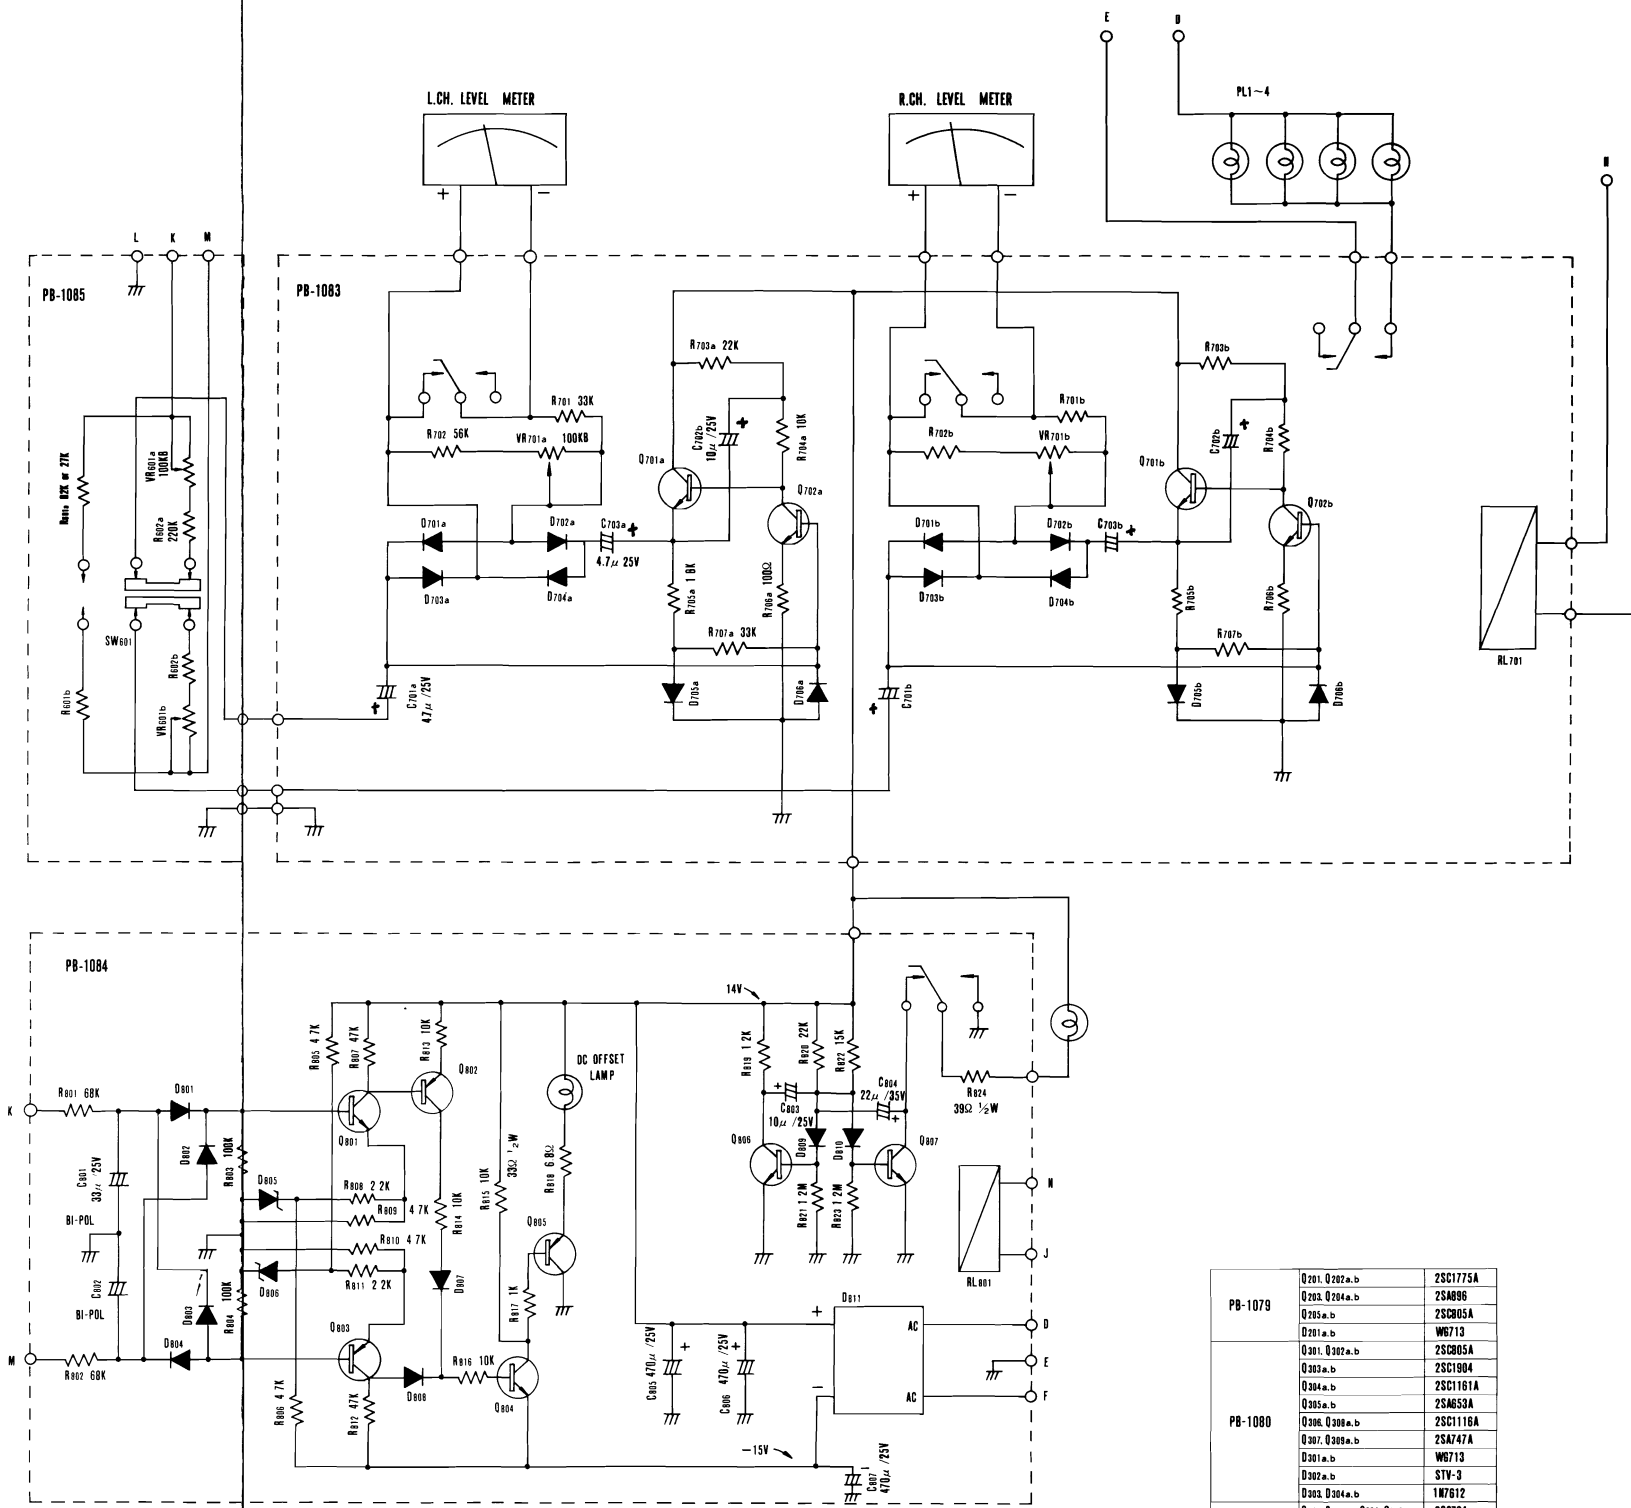 E
D
PL1~4
L.CH. LEVEL METER
R.CH. LEVEL METER
+
−
+
−
L
K
M
PB-1085
PB-1083
R703a 22K
R703b
R701 33K
R701b
R702 56K
VR701a 100KB
C702b
10μ/25V
+
R704a 10K
R702b
VR701b
C702b
+
R704b
VR601a
100KB
R602a
220K
Q701a
Q702a
Q701b
Q702b
D701a
D702a
C703a
+
4.7μ 25V
D701b
D702b
C703b
+
D703a
D704a
R705a 1 8K
R706a 100Ω
D703b
D704b
R705b
R706b
SW601
R602b
R601b
VR601b
R707a 33K
R707b
RL701
C701a
47μ/25V
+
D705a
D706a
C701b
+
D705b
D706b
PB-1084
14V
R805 4 7K
R807 47K
R813 10K
Q802
DC OFFSET
LAMP
R819 1 2K
R820 22K
R822 15K
K
R801 68K
D801
Q801
C803
10μ/25V
+
C804
22μ/35V
+
R824
39Ω ½W
C801
33μ/25V
D802
R803 100K
D805
R808 2 2K
R809 4 7K
R814 10K
R815 10K
33Ω ½W
R818 6.8Ω
Q806
D809
D810
Q807
BI-POL
R810 4 7K
R811 2 2K
Q805
R821 1 2M
R823 1 2M
N
J
RL801
C802
BI-POL
D803
R804 100K
D806
D807
R817 1K
D811
+
AC
D
M
R802 68K
D804
Q803
R816 10K
D808
Q804
C805 470μ/25V
+
C806 470μ/25V
+
E
−
AC
F
R806 4.7K
R812 47K
−15V
C807
470μ/25V
PB-1079
Q201. Q202a.b 2SC1775A
Q203. Q204a.b 2SA896
Q205a.b 2SC805A
D201a.b W6713
PB-1080
Q301. Q302a.b 2SC805A
Q303a.b 2SC1904
Q304a.b 2SC1161A
Q305a.b 2SA653A
Q306. Q308a.b 2SC1116A
Q307. Q309a.b 2SA747A
D301a.b W6713
D302a.b STV-3
D303. D304a.b 1N7612